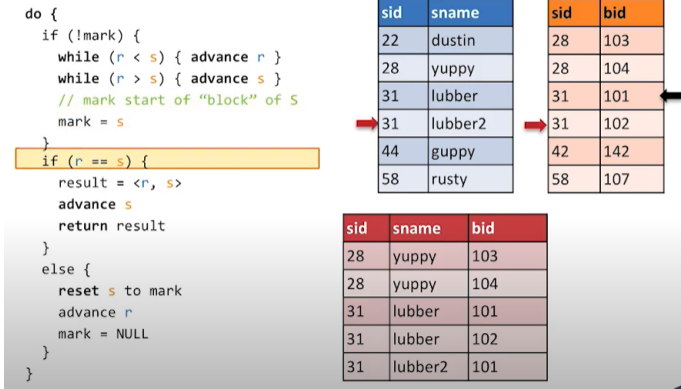 do {
if (!mark) {
while (r < s) { advance r }
while (r > s) { advance s }
// mark start of “block” of S
mark = s
}
if (r == s) {
result = <r, s>
advance s
return result
}
else {
reset s to mark
advance r
mark = NULL
}
}
sid sname
22 dustin
28 yuppy
31 lubber
31 lubber2
44 guppy
58 rusty
sid bid
28 103
28 104
31 101
31 102
42 142
58 107
sid sname bid
28 yuppy 103
28 yuppy 104
31 lubber 101
31 lubber 102
31 lubber2 101